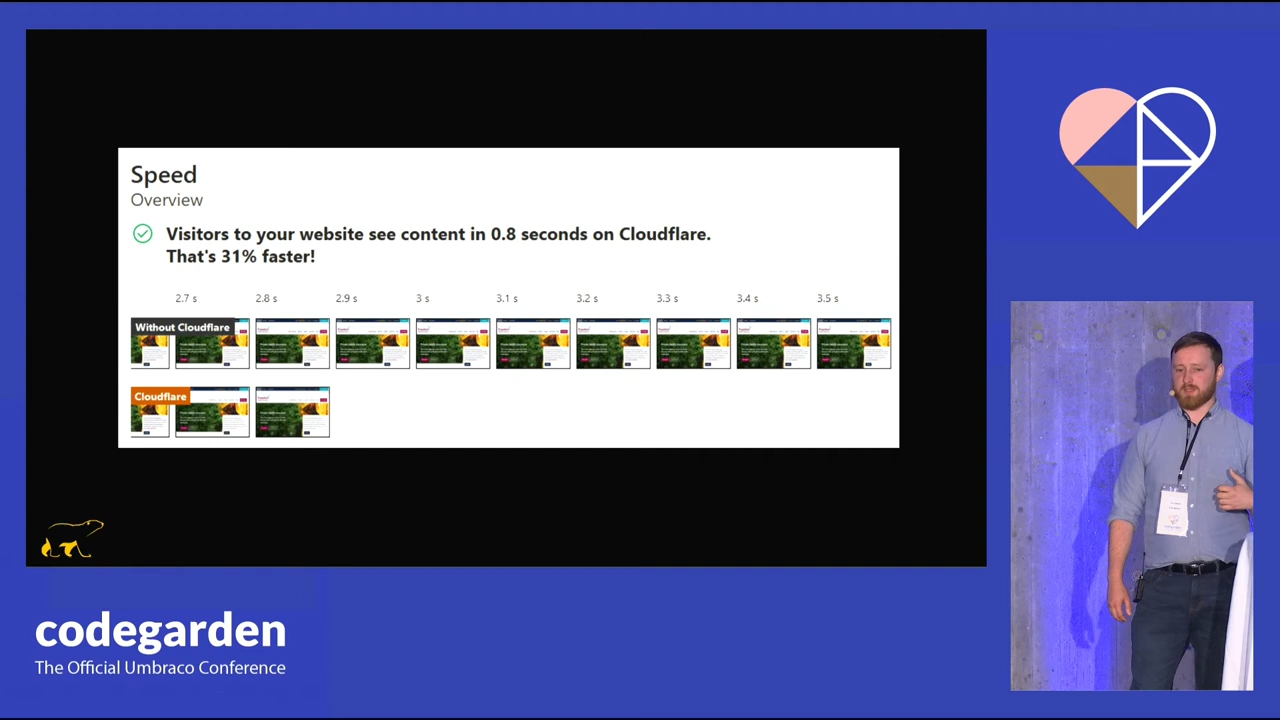 Speed
Overview
Visitors to your website see content in 0.8 seconds on Cloudflare.
That's 31% faster!
2.7 s 2.8 s 2.9 s 3 s 3.1 s 3.2 s 3.3 s 3.4 s 3.5 s
Without Cloudflare
Cloudflare
codegarden
The Official Umbraco Conference